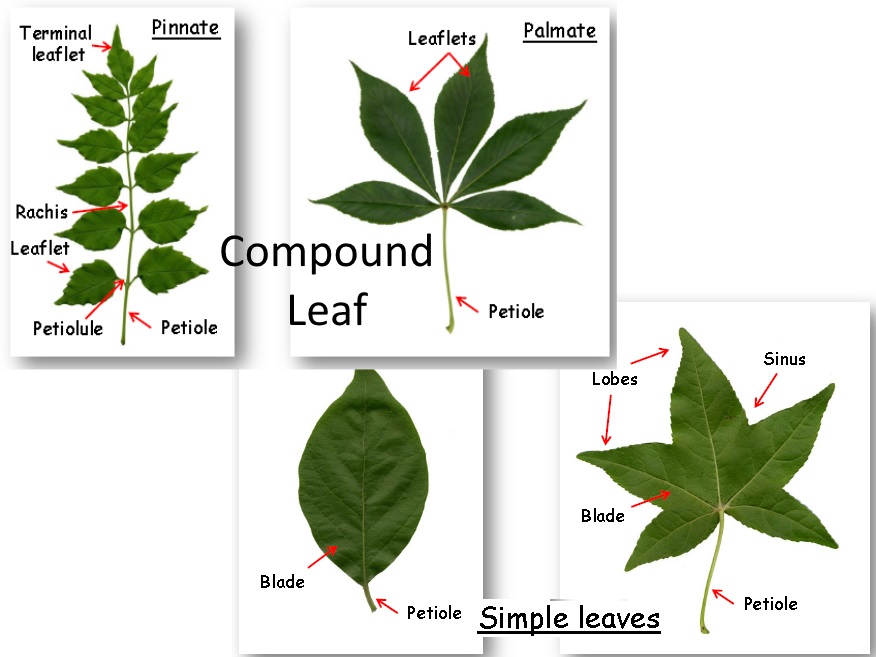 Pinnate
Terminal
leaflet
Rachis
Leaflet
Petiolule
Petiole
Palmate
Leaflets
Petiole
Compound
Leaf
Blade
Petiole
Simple leaves
Lobes
Sinus
Blade
Petiole